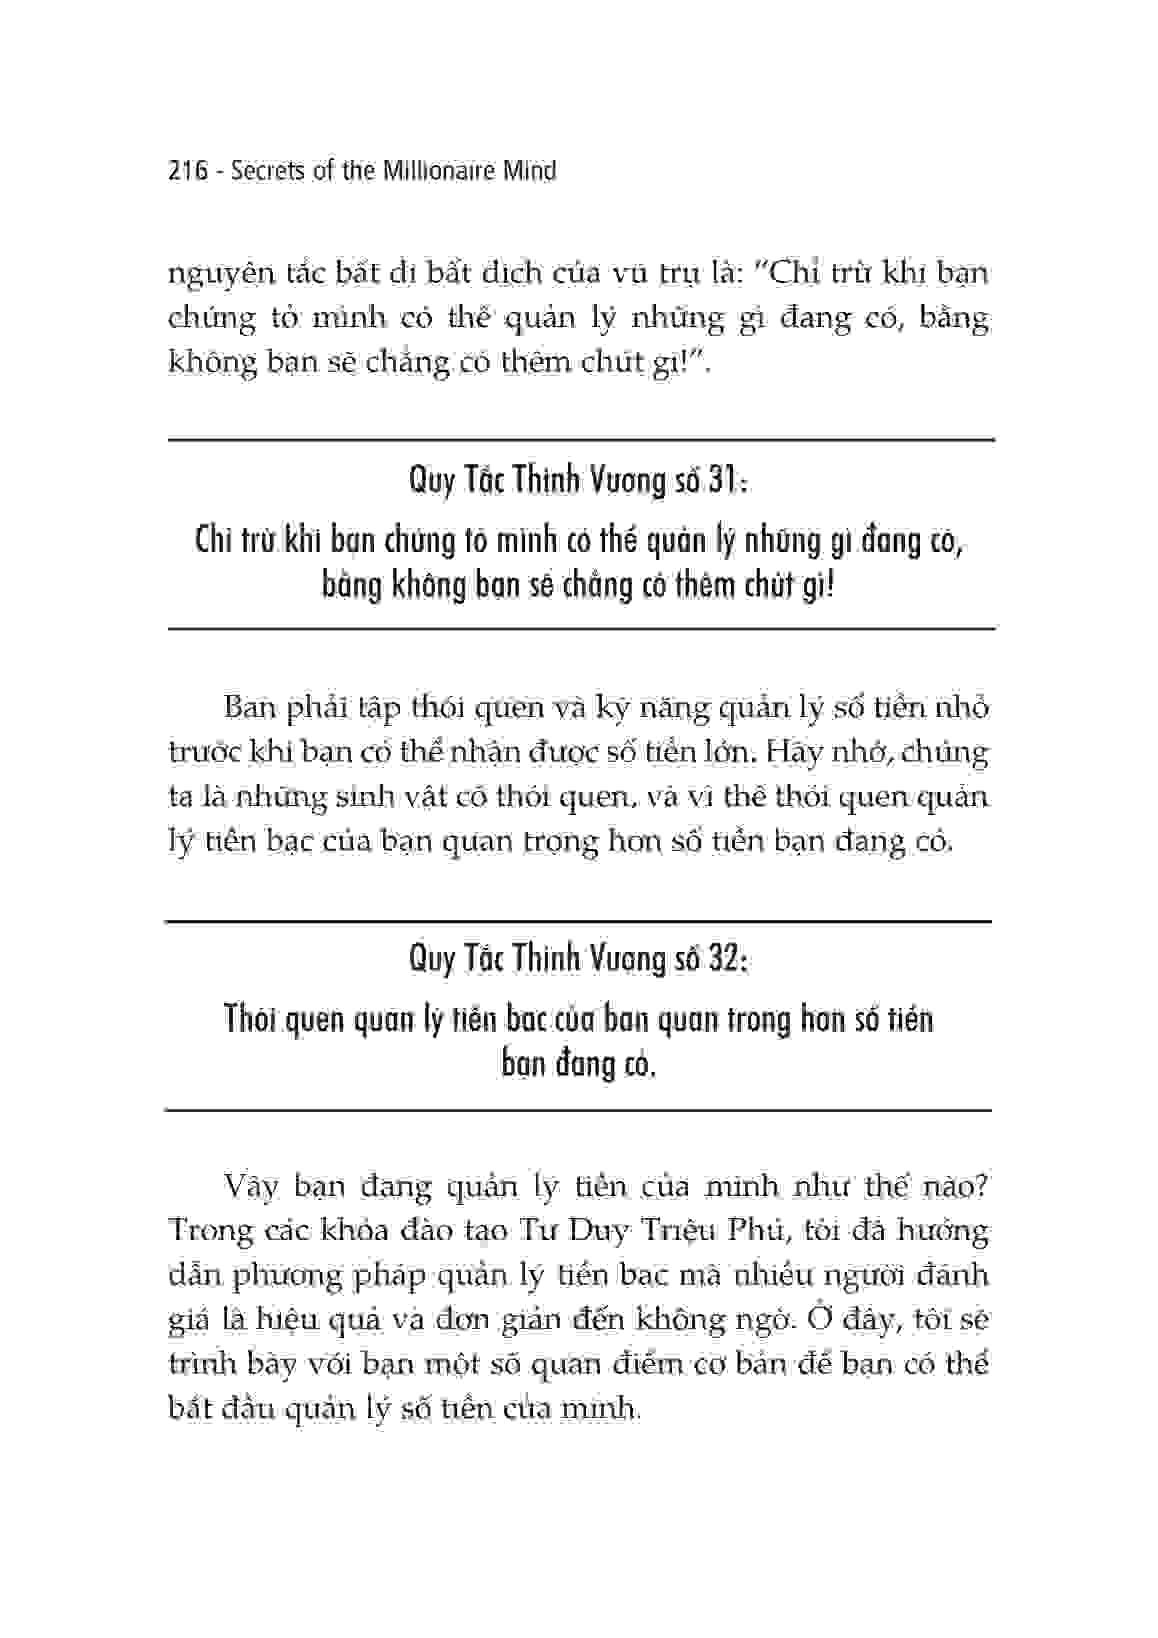 216 - Secrets of the Millionaire Mind
nguyên tắc bất di bất dịch của vũ trụ là: “Chỉ trừ khi bạn
chứng tỏ mình có thể quản lý những gì đang có, bằng
không bạn sẽ chẳng có thêm chút gì!”.
Quy Tắc Thịnh Vượng số 31:
Chỉ trừ khi bạn chứng tỏ mình có thể quản lý những gì đang có,
bằng không bạn sẽ chẳng có thêm chút gì!
Bạn phải tập thói quen và kỹ năng quản lý số tiền nhỏ
trước khi bạn có thể nhận được số tiền lớn. Hãy nhớ, chúng
ta là những sinh vật có thói quen, và vì thế thói quen quản
lý tiền bạc của bạn quan trọng hơn số tiền bạn đang có.
Quy Tắc Thịnh Vượng số 32:
Thói quen quản lý tiền bạc của bạn quan trọng hơn số tiền
bạn đang có.
Vậy bạn đang quản lý tiền của mình như thế nào?
Trong các khóa đào tạo Tư Duy Triệu Phú, tôi đã hướng
dẫn phương pháp quản lý tiền bạc mà nhiều người đánh
giá là hiệu quả và đơn giản đến không ngờ. Ở đây, tôi sẽ
trình bày với bạn một số quan điểm cơ bản để bạn có thể
bắt đầu quản lý số tiền của mình.